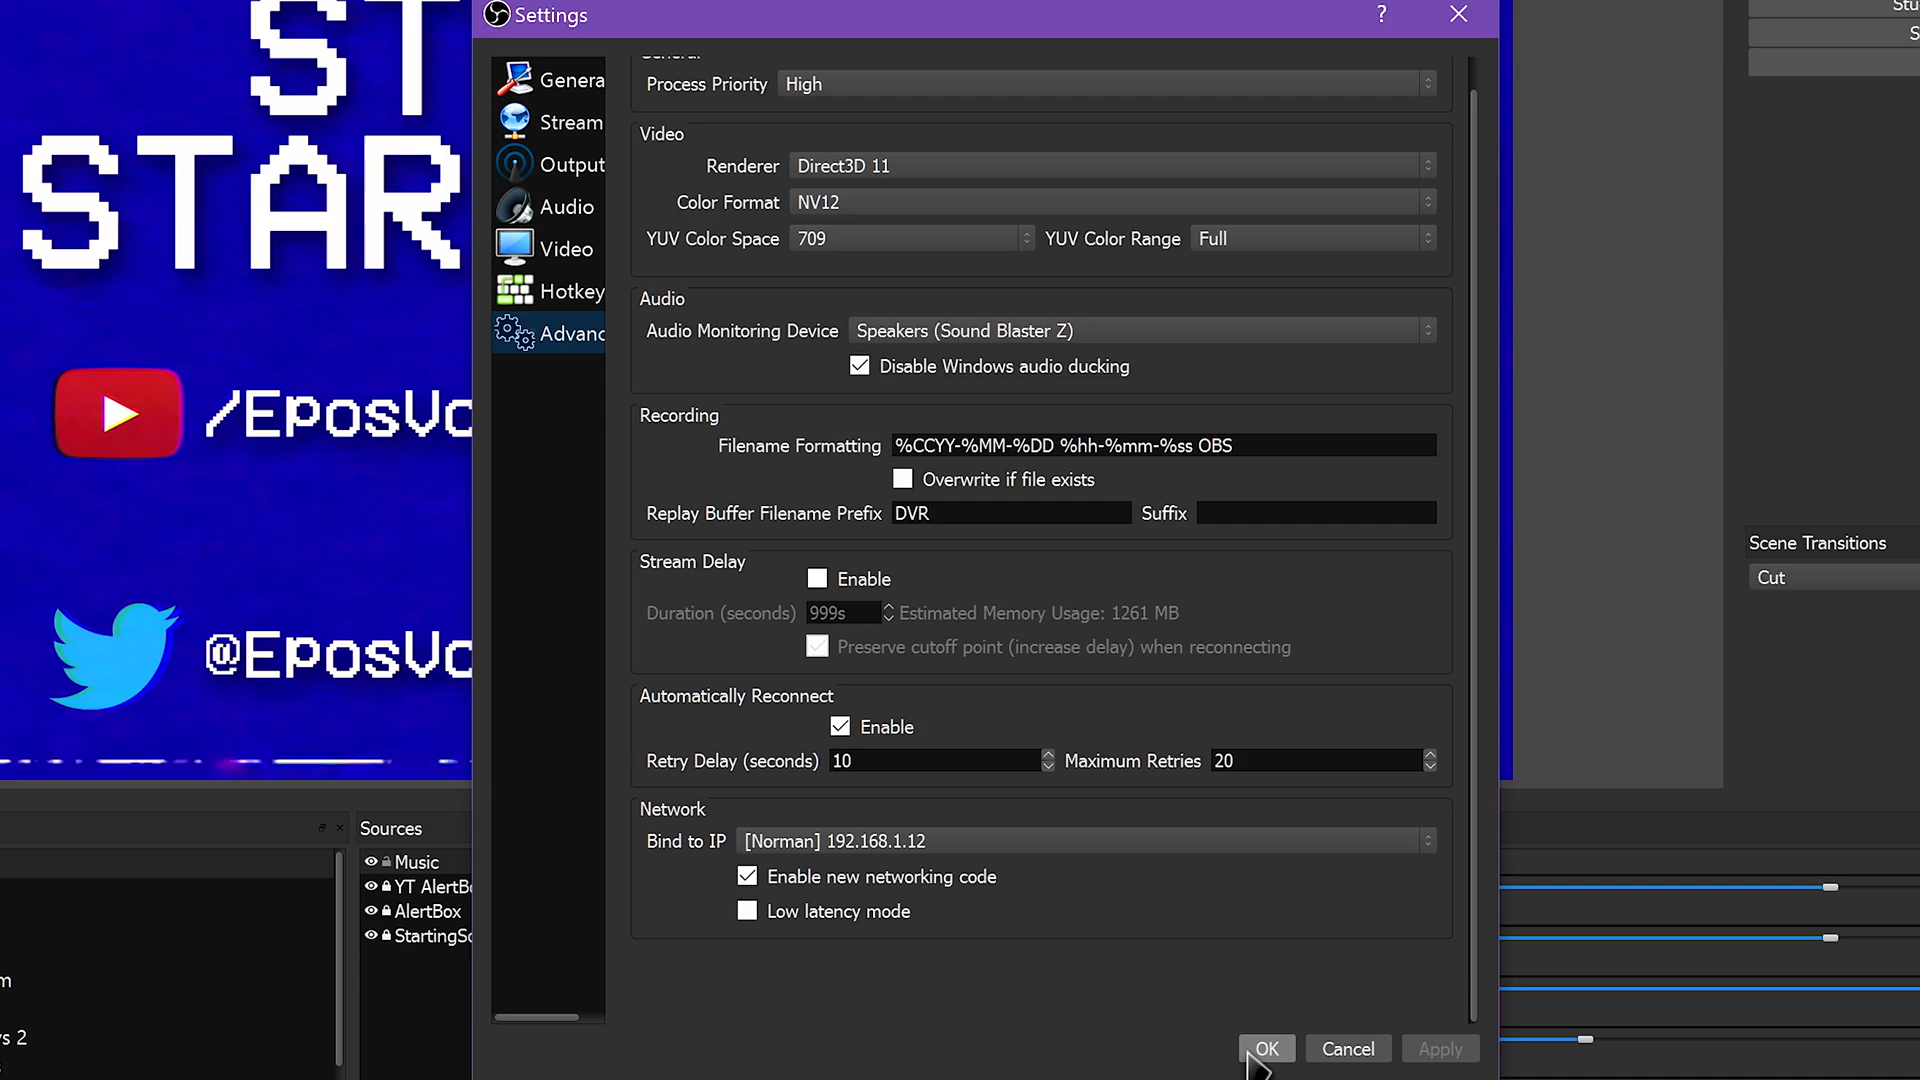 Settings
?
General
Process Priority High
Video
Renderer Direct3D 11
Color Format NV12
YUV Color Space 709 YUV Color Range Full
Audio
Audio Monitoring Device Speakers (Sound Blaster Z)
Disable Windows audio ducking
Recording
Filename Formatting %CCYY-%MM-%DD %hh-%mm-%ss OBS
Overwrite if file exists
Replay Buffer Filename Prefix DVR Suffix
Stream Delay
Enable
Duration (seconds) 999s Estimated Memory Usage: 1261 MB
Preserve cutoff point (increase delay) when reconnecting
Automatically Reconnect
Enable
Retry Delay (seconds) 10 Maximum Retries 20
Network
Bind to IP [Norman] 192.168.1.12
Enable new networking code
Low latency mode
OK Cancel Apply
Genera
Stream
Output
Audio
Video
Hotkey
Advanc
ST
STAR
/EposVo
@EposVo
Sources
Music
YT AlertBo
AlertBox
StartingSc
m
ys 2
Stu
S
Scene Transitions
Cut